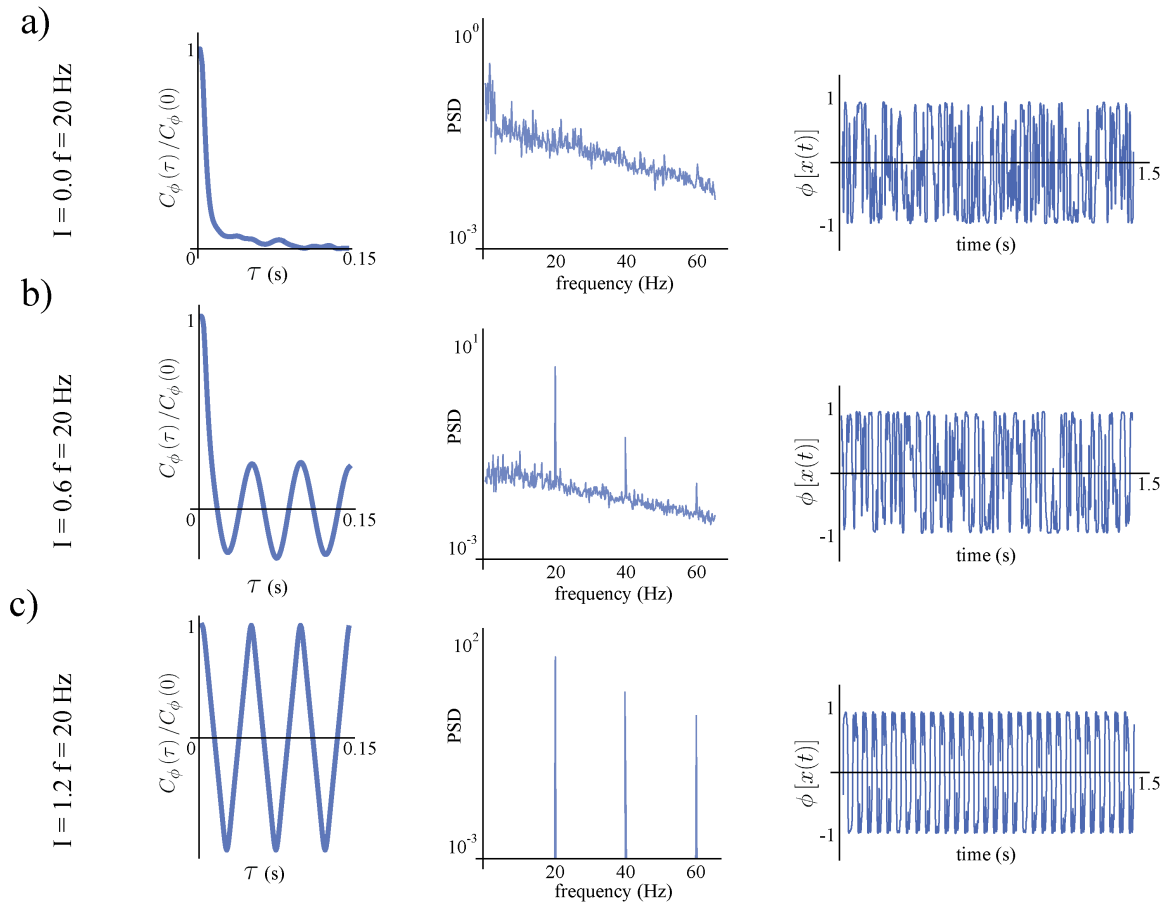 a)
I = 0.0 f = 20 Hz
C_ϕ(τ)/C_ϕ(0)
1
0
0.15
τ (s)
PSD
10^0
10^-3
20
40
60
frequency (Hz)
ϕ[x(t)]
1
-1
1.5
time (s)
b)
I = 0.6 f = 20 Hz
C_ϕ(τ)/C_ϕ(0)
1
0
0.15
τ (s)
PSD
10^1
10^-3
20
40
60
frequency (Hz)
ϕ[x(t)]
1
-1
1.5
time (s)
c)
I = 1.2 f = 20 Hz
C_ϕ(τ)/C_ϕ(0)
1
0
0.15
τ (s)
PSD
10^2
10^-3
20
40
60
frequency (Hz)
ϕ[x(t)]
1
-1
1.5
time (s)